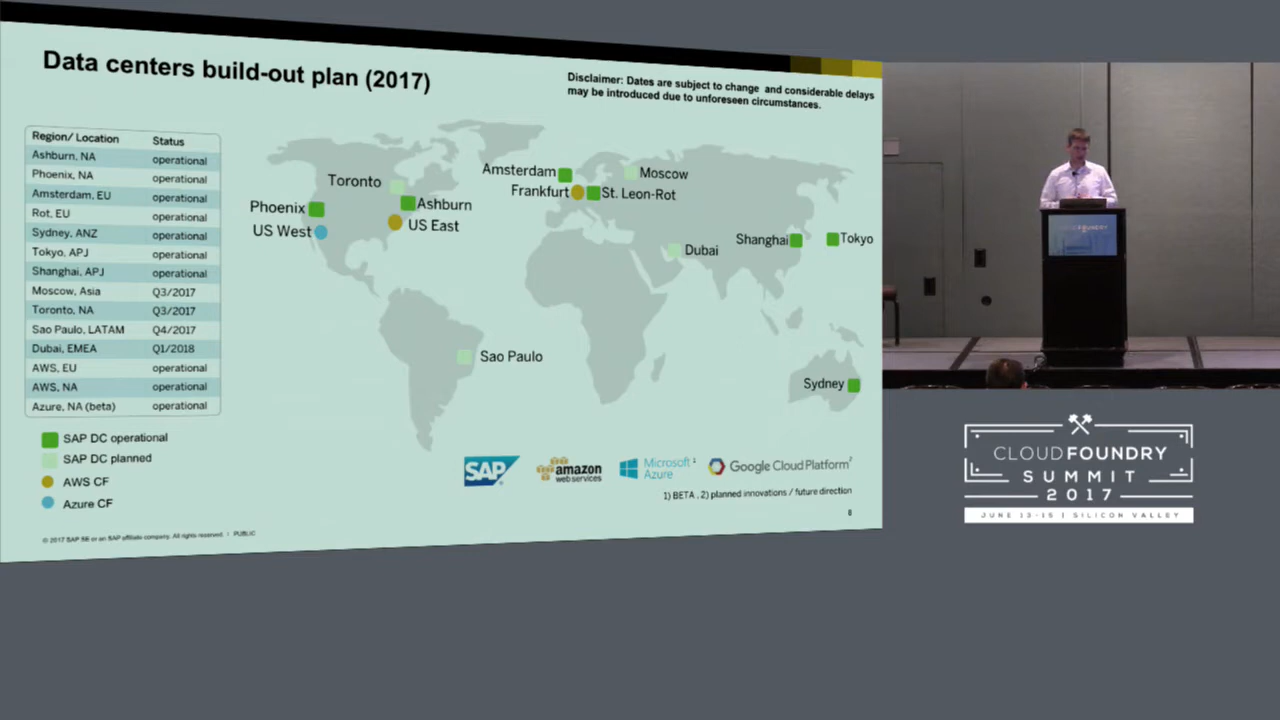 Data centers build-out plan (2017)
Disclaimer: Dates are subject to change and considerable delays
may be introduced due to unforeseen circumstances.
Region/ Location Status
Ashburn, NA operational
Phoenix, NA operational
Amsterdam, EU operational
Rot, EU operational
Sydney, ANZ operational
Tokyo, APJ operational
Shanghai, APJ operational
Moscow, Asia Q3/2017
Toronto, NA Q3/2017
Sao Paulo, LATAM Q4/2017
Dubai, EMEA Q1/2018
AWS, EU operational
AWS, NA operational
Azure, NA (beta) operational
SAP DC operational
SAP DC planned
AWS CF
Azure CF
Toronto
Phoenix
Ashburn
US West
US East
Amsterdam
Moscow
Frankfurt
St. Leon-Rot
Dubai
Shanghai
Tokyo
Sao Paulo
Sydney
SAP
amazon
web services
Microsoft 1
Azure
Google Cloud Platform 2
1) BETA , 2) planned innovations / future direction
8
© 2017 SAP SE or an SAP affiliate company. All rights reserved. | PUBLIC
CLOUD FOUNDRY
SUMMIT
2017
JUNE 13-15 | SILICON VALLEY